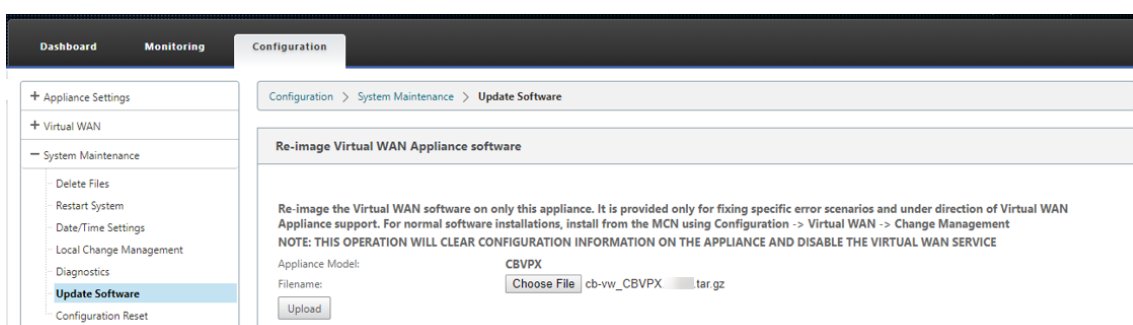 Dashboard Monitoring Configuration
+ Appliance Settings
+ Virtual WAN
− System Maintenance
Delete Files
Restart System
Date/Time Settings
Local Change Management
Diagnostics
Update Software
Configuration Reset
Configuration > System Maintenance > Update Software
Re-image Virtual WAN Appliance software
Re-image the Virtual WAN software on only this appliance. It is provided only for fixing specific error scenarios and under direction of Virtual WAN
Appliance support. For normal software installations, install from the MCN using Configuration -> Virtual WAN -> Change Management
NOTE: THIS OPERATION WILL CLEAR CONFIGURATION INFORMATION ON THE APPLIANCE AND DISABLE THE VIRTUAL WAN SERVICE
Appliance Model: CBVPX
Filename: Choose File cb-vw_CBVPX .tar.gz
Upload